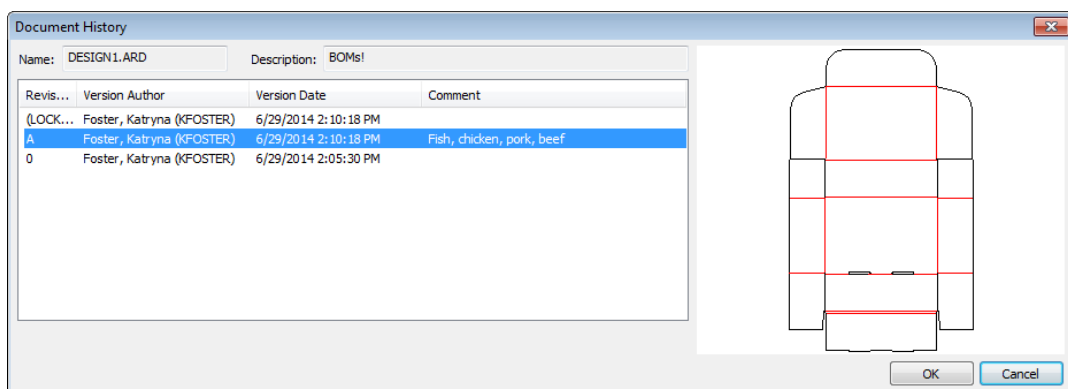 Document History
Name: DESIGN1.ARD Description: BOMs!
Revis... Version Author Version Date Comment
(LOCK... Foster, Katryna (KFOSTER) 6/29/2014 2:10:18 PM
A Foster, Katryna (KFOSTER) 6/29/2014 2:10:18 PM Fish, chicken, pork, beef
0 Foster, Katryna (KFOSTER) 6/29/2014 2:05:30 PM
OK Cancel